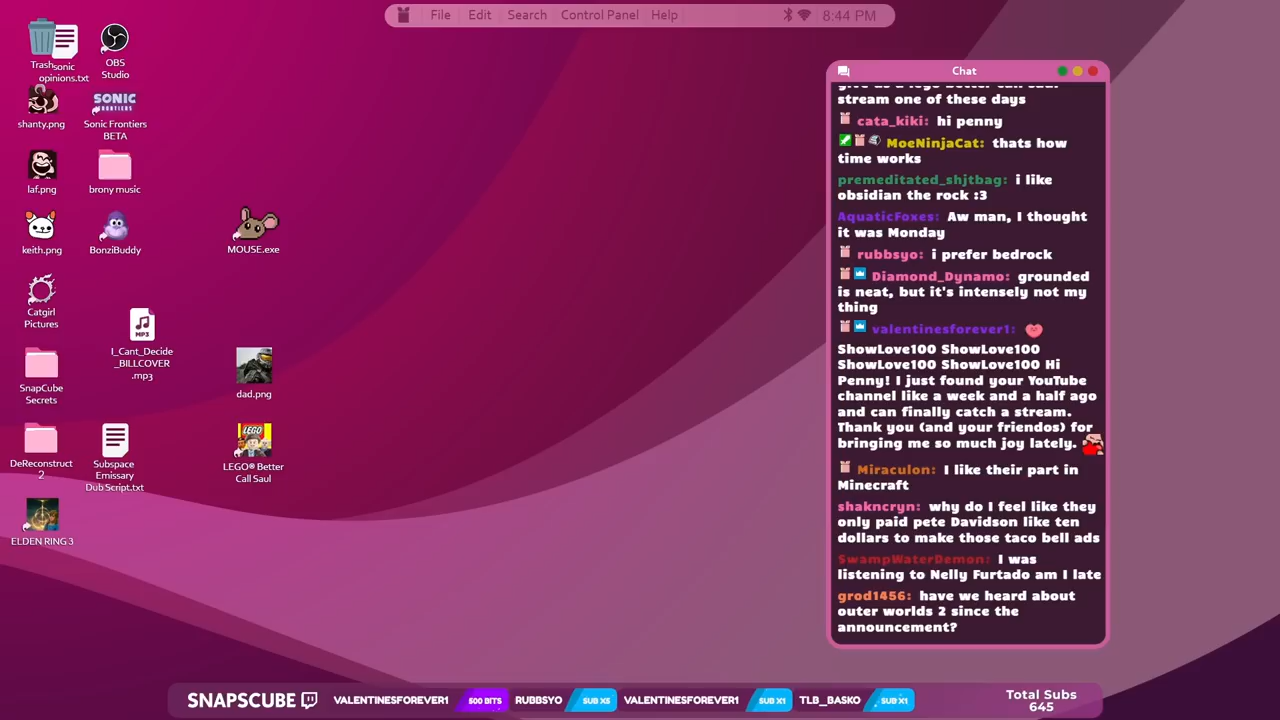 File Edit Search Control Panel Help 8:44 PM
Trash
sonic
opinions.txt
OBS
Studio
shanty.png
SONIC
FRONTIERS
Sonic Frontiers
BETA
laf.png
brony music
keith.png
BonziBuddy
MOUSE.exe
Catgirl
Pictures
MP3
I_Cant_Decide
_BILLCOVER
.mp3
SnapCube
Secrets
dad.png
DeReconstruct
2
Subspace
Emissary
Dub Script.txt
LEGO
LEGO® Better
Call Saul
ELDEN RING 3
Chat
stream one of these days
cata_kiki: hi penny
MoeNinjaCat: thats how
time works
premeditated_shjtbag: i like
obsidian the rock :3
AquaticFoxes: Aw man, I thought
it was Monday
rubbsyo: i prefer bedrock
Diamond_Dynamo: grounded
is neat, but it's intensely not my
thing
valentinesforever1:
ShowLove100 ShowLove100
ShowLove100 ShowLove100 Hi
Penny! I just found your YouTube
channel like a week and a half ago
and can finally catch a stream.
Thank you (and your friendos) for
bringing me so much joy lately.
Miraculon: I like their part in
Minecraft
shakncryn: why do I feel like they
only paid pete Davidson like ten
dollars to make those taco bell ads
SwampWaterDemon: I was
listening to Nelly Furtado am I late
grod1456: have we heard about
outer worlds 2 since the
announcement?
SNAPSCUBE VALENTINESFOREVER1 500 BITS RUBBSYO SUB X5 VALENTINESFOREVER1 SUB X1 TLB_BASKO SUB X1
Total Subs
645